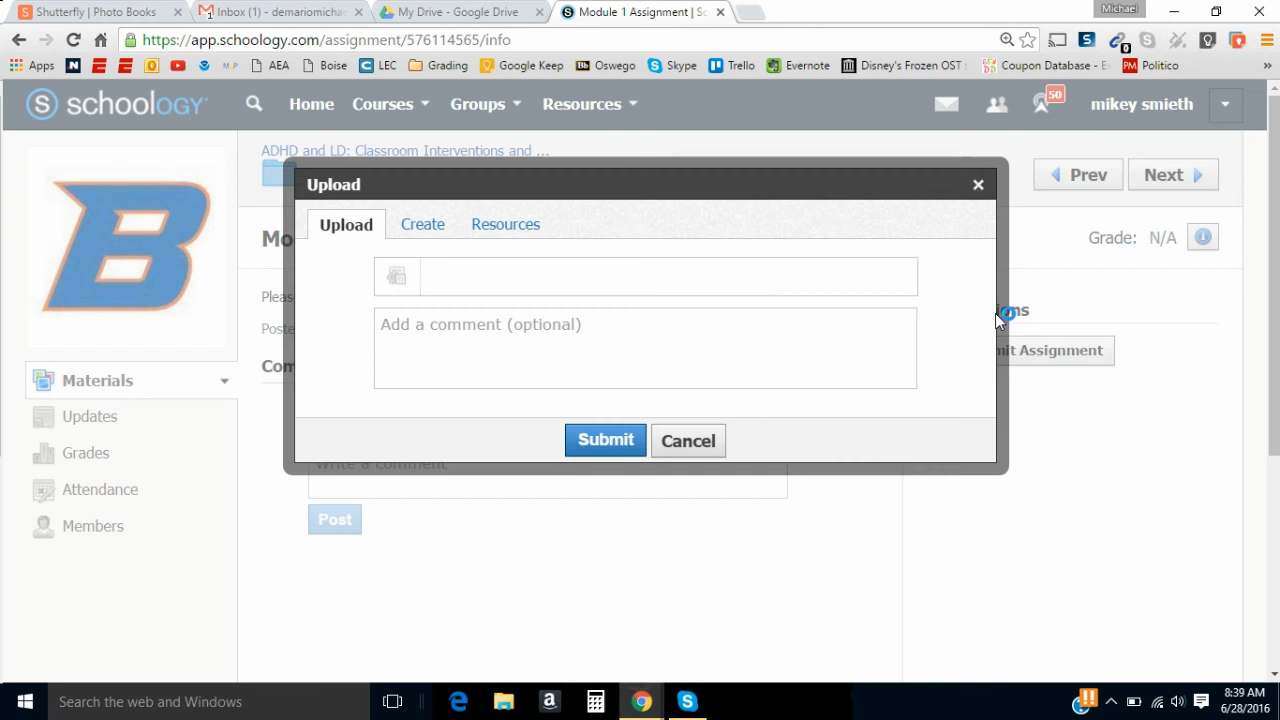 Shutterfly | Photo Books
Inbox (1) - demariomichae
My Drive - Google Drive
Module 1 Assignment | Sc
Michael
https://app.schoology.com/assignment/576114565/info
0
Apps
AEA
Boise
LEC
Grading
Google Keep
Oswego
Skype
Trello
Evernote
Disney's Frozen OST :
Coupon Database - E
PM Politico
»
S schoology
Home
Courses
Groups
Resources
50
mikey smieth
ADHD and LD: Classroom Interventions and ...
Prev
Next
Upload
Upload
Create
Resources
Mo
Grade: N/A
B
Pleas
Add a comment (optional)
Poste
mit Assignment
Com
Materials
Updates
Submit
Cancel
Grades
Write a comment
Attendance
Post
Members
Search the web and Windows
8:39 AM
6/28/2016